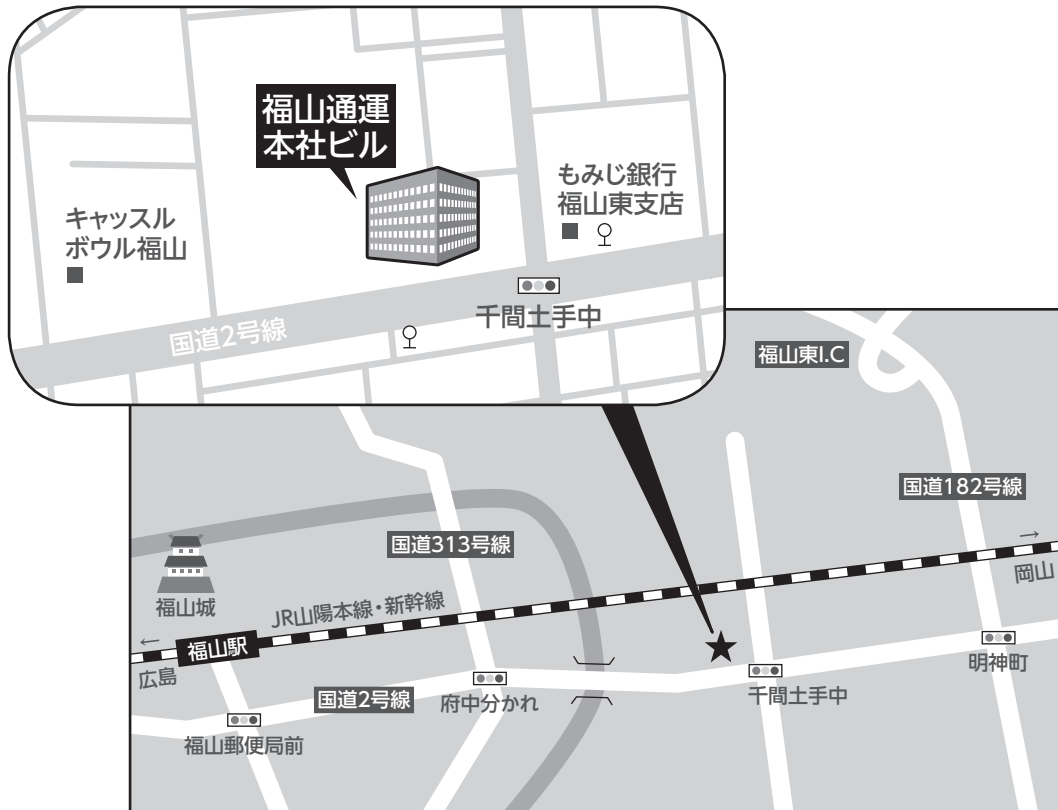 福山通運
本社ビル
もみじ銀行
福山東支店
キャッスル
ボウル福山
千間土手中
国道2号線
福山東I.C
国道182号線
国道313号線
→
岡山
福山城
JR山陽本線・新幹線
←
福山駅
広島
明神町
千間土手中
府中分かれ
国道2号線
福山郵便局前